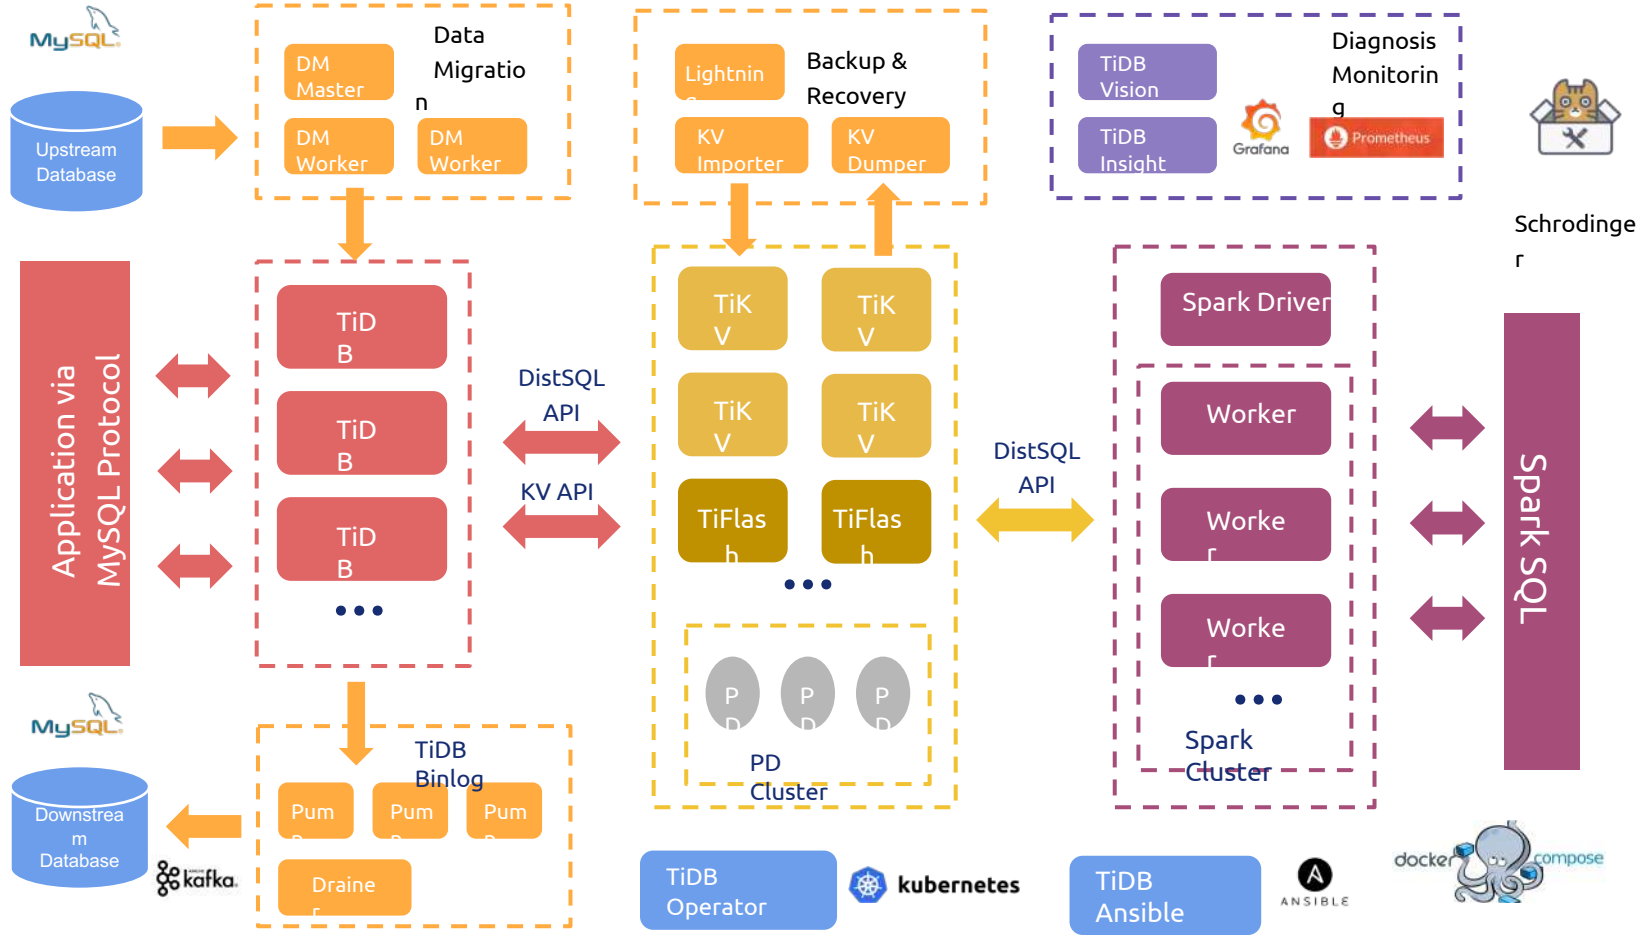 MySQL
Upstream
Database
Data
Migratio
n
DM
Master
DM
Worker
DM
Worker
Lightnin
g
Backup &
Recovery
KV
Importer
KV
Dumper
Diagnosis
Monitorin
g
TiDB
Vision
TiDB
Insight
Grafana
Prometheus
Schrodinge
r
Application via
MySQL Protocol
TiD
B
TiD
B
TiD
B
...
DistSQL
API
KV API
TiK
V
TiK
V
TiK
V
TiK
V
TiFlas
h
TiFlas
h
...
P
D
P
D
P
D
PD
Cluster
DistSQL
API
Spark Driver
Worker
Worke
r
Worke
r
...
Spark
Cluster
Spark SQL
MySQL
Downstrea
m
Database
kafka
TiDB
Binlog
Pum
p
Pum
p
Pum
p
Draine
r
TiDB
Operator
kubernetes
TiDB
Ansible
A
ANSIBLE
docker
compose